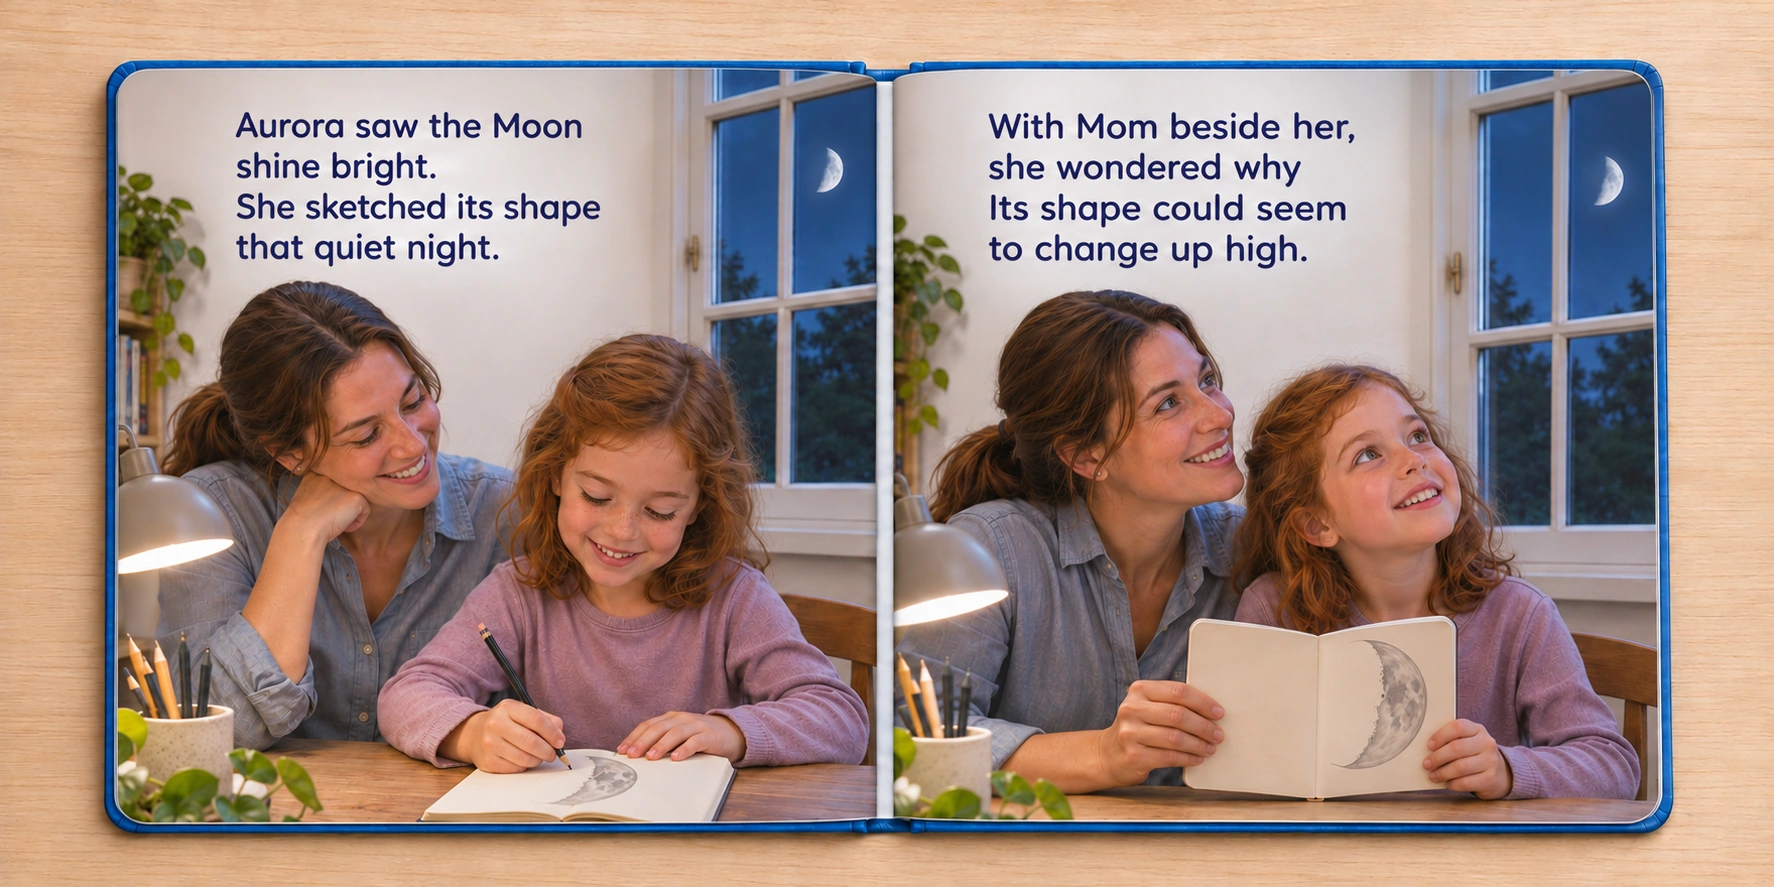 Aurora saw the Moon
shine bright.
She sketched its shape
that quiet night.
With Mom beside her,
she wondered why
Its shape could seem
to change up high.